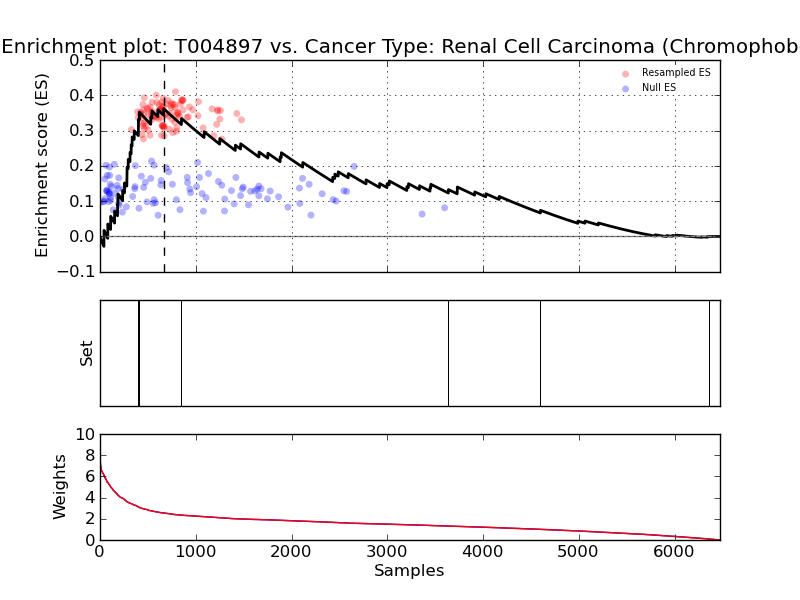 Enrichment plot: T004897 vs. Cancer Type: Renal Cell Carcinoma (Chromophob
0.5
0.4
0.3
0.2
0.1
0.0
−0.1
Enrichment score (ES)
Resampled ES
Null ES
Set
10
8
6
4
2
0
Weights
0 1000 2000 3000 4000 5000 6000
Samples